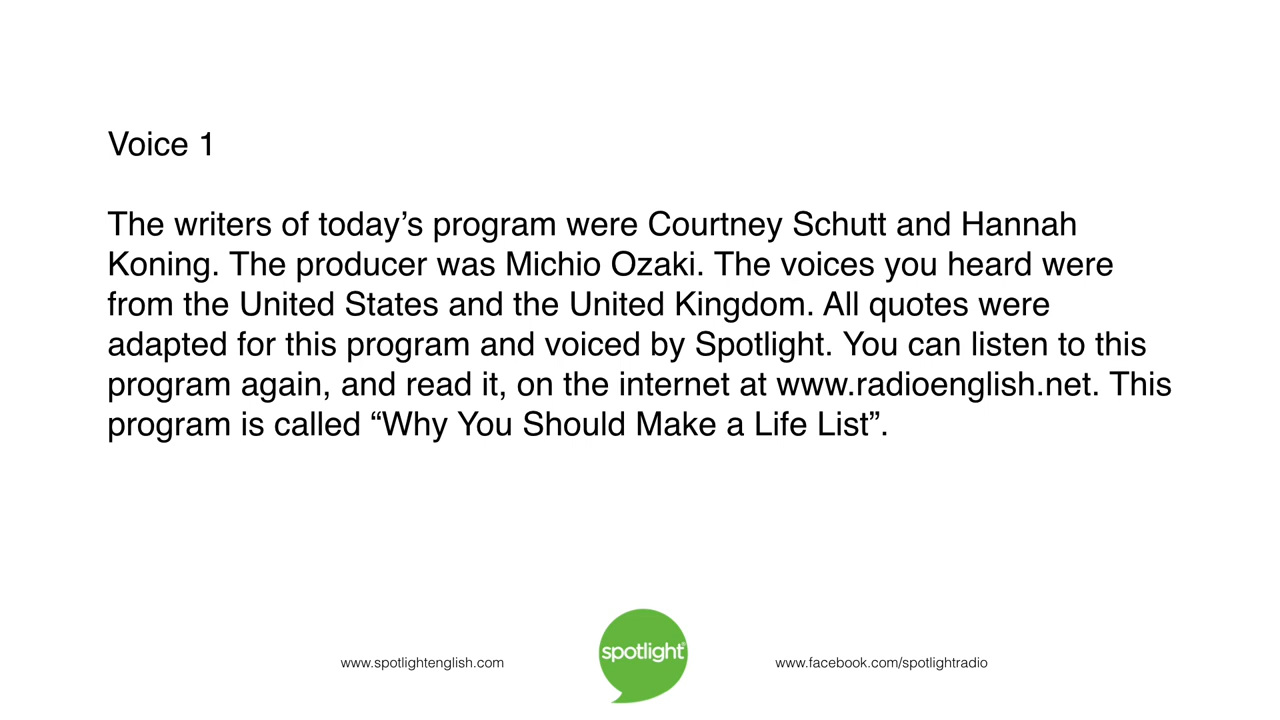 Voice 1
The writers of today’s program were Courtney Schutt and Hannah
Koning. The producer was Michio Ozaki. The voices you heard were
from the United States and the United Kingdom. All quotes were
adapted for this program and voiced by Spotlight. You can listen to this
program again, and read it, on the internet at www.radioenglish.net. This
program is called “Why You Should Make a Life List”.
www.spotlightenglish.com
spotlight®
www.facebook.com/spotlightradio